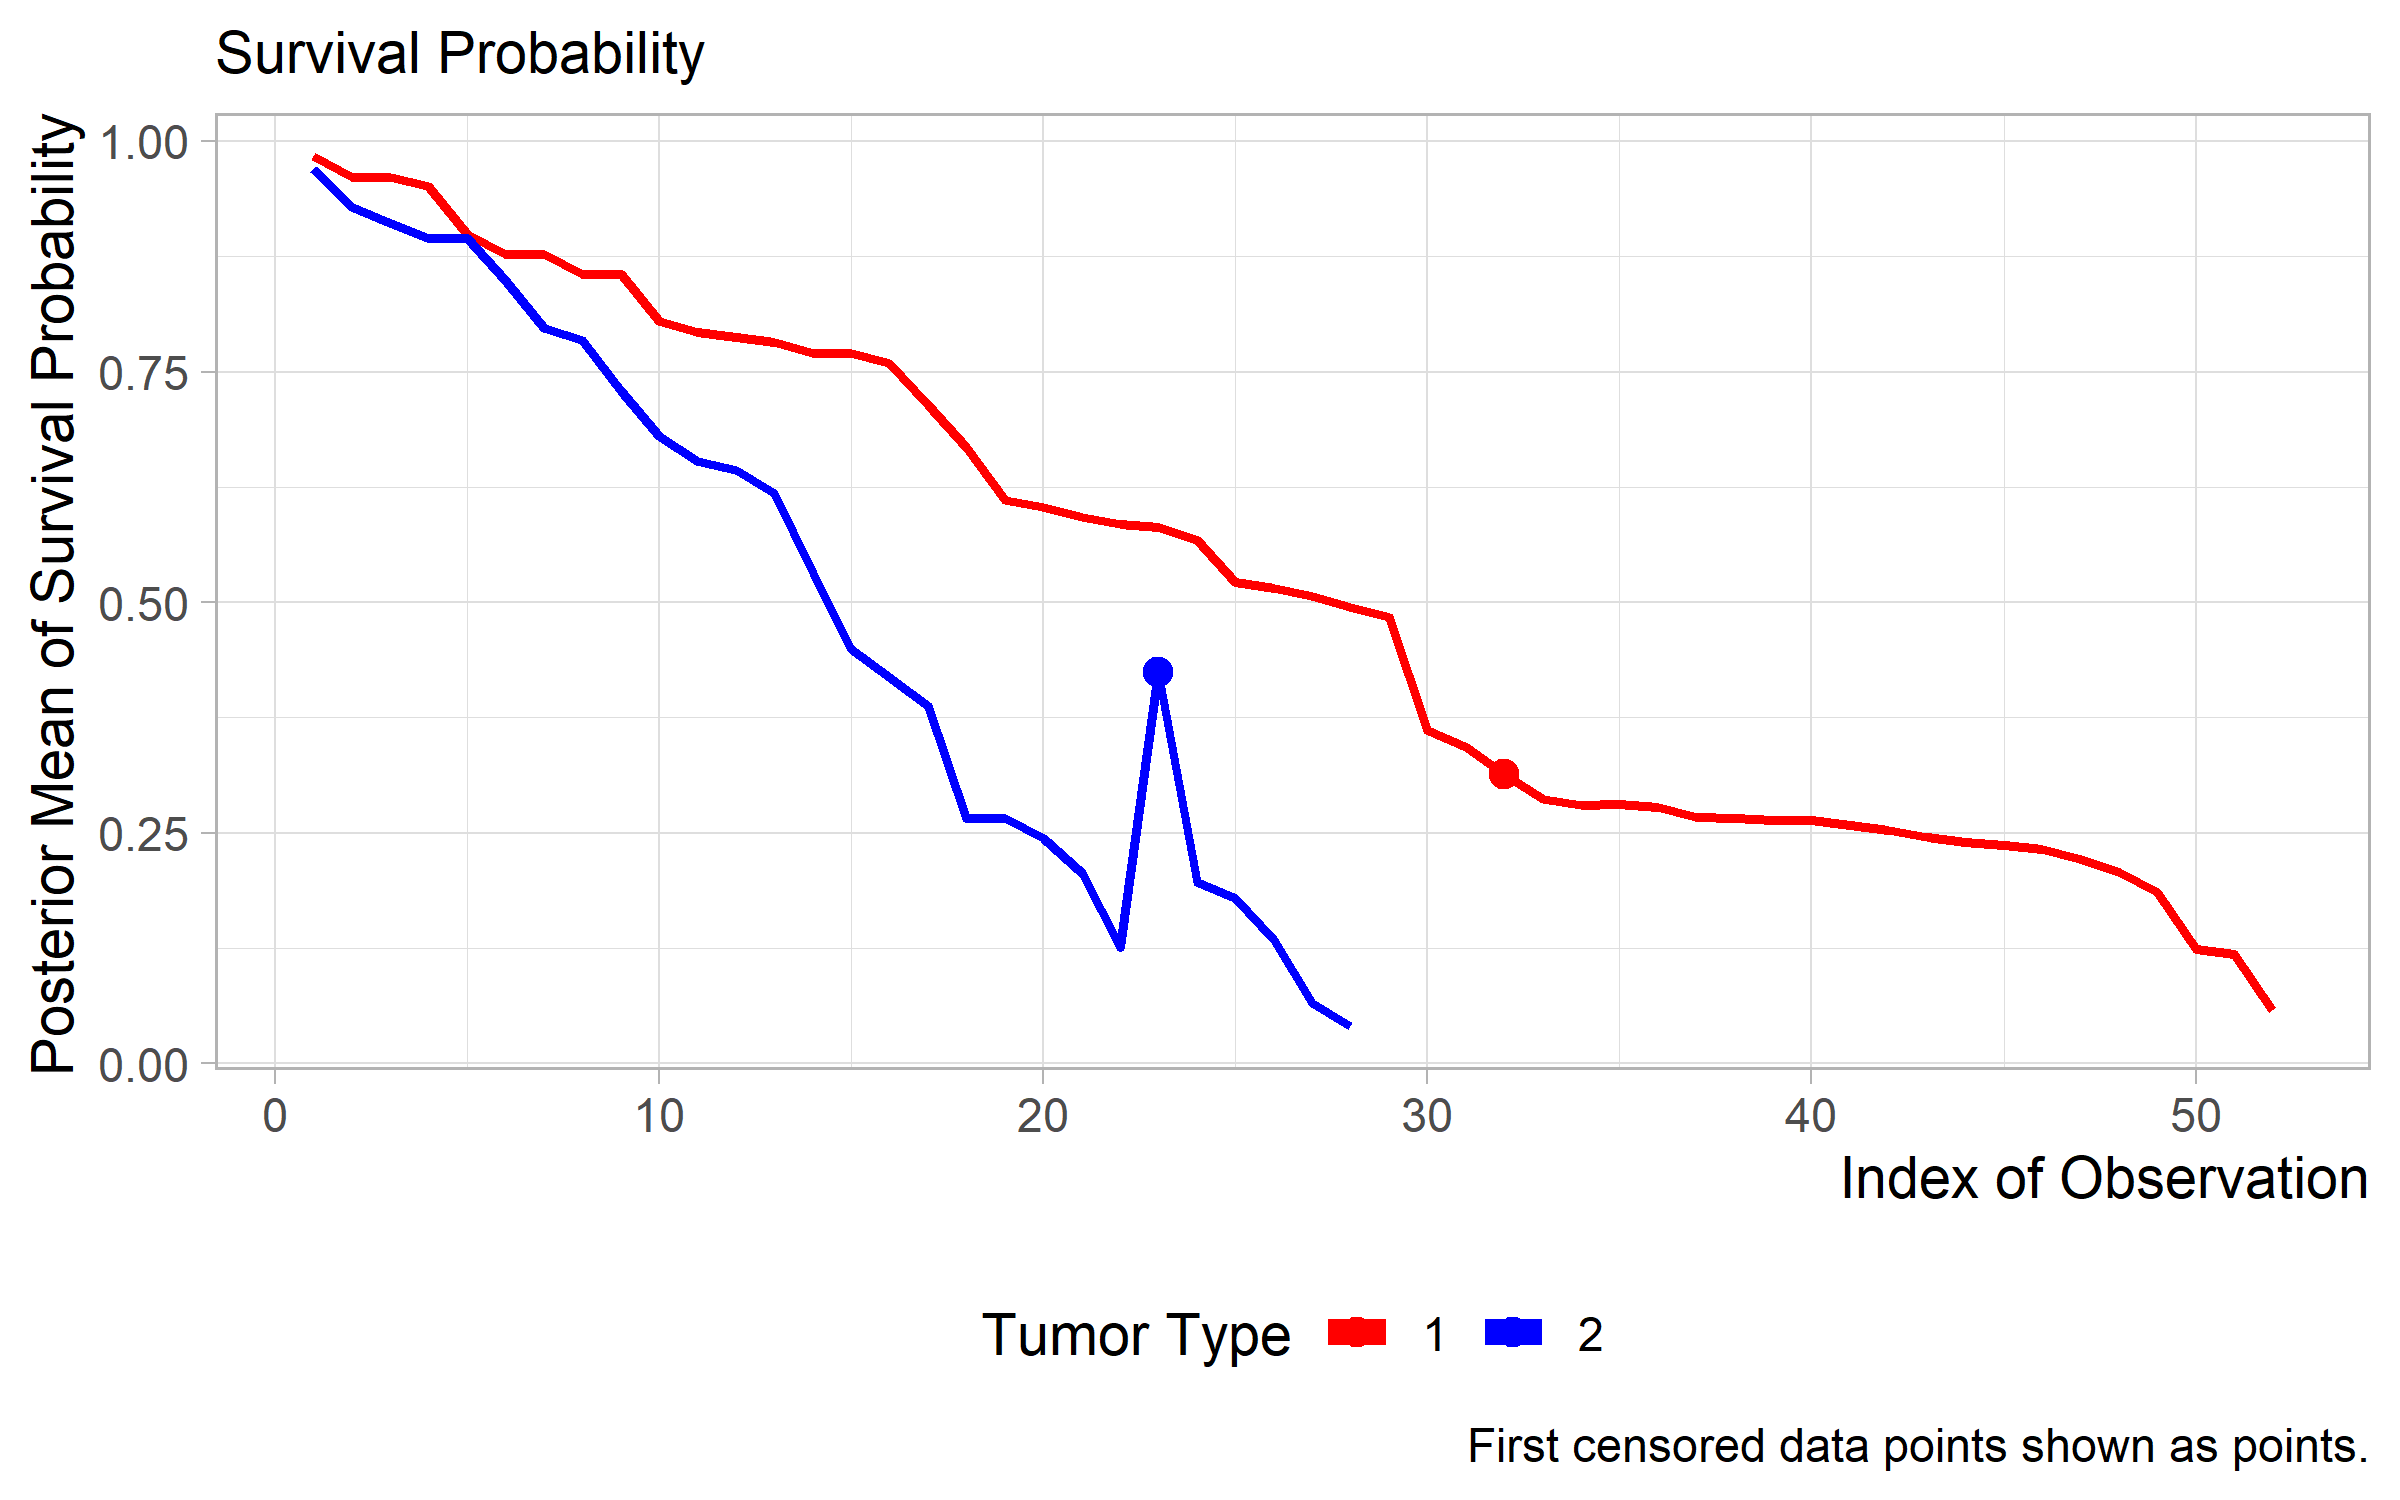 Survival Probability
Posterior Mean of Survival Probability
1.00
0.75
0.50
0.25
0.00
0 10 20 30 40 50
Index of Observation
Tumor Type 1 2
First censored data points shown as points.